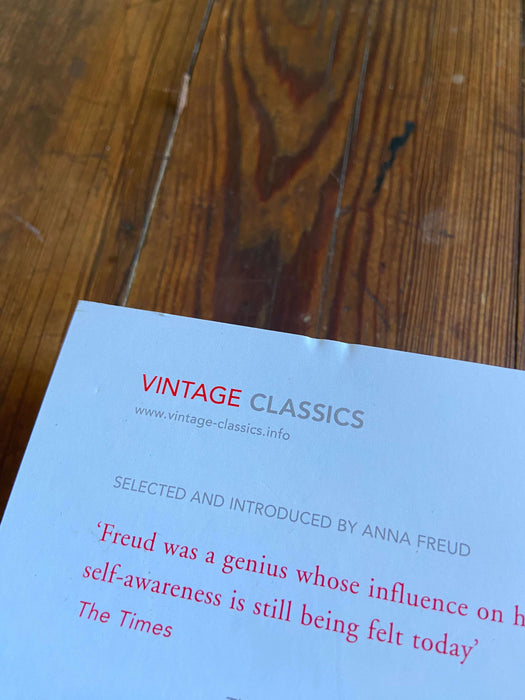 VINTAGE CLASSICS
www.vintage-classics.info
SELECTED AND INTRODUCED BY ANNA FREUD
‘Freud was a genius whose influence on h
self-awareness is still being felt today’
The Times